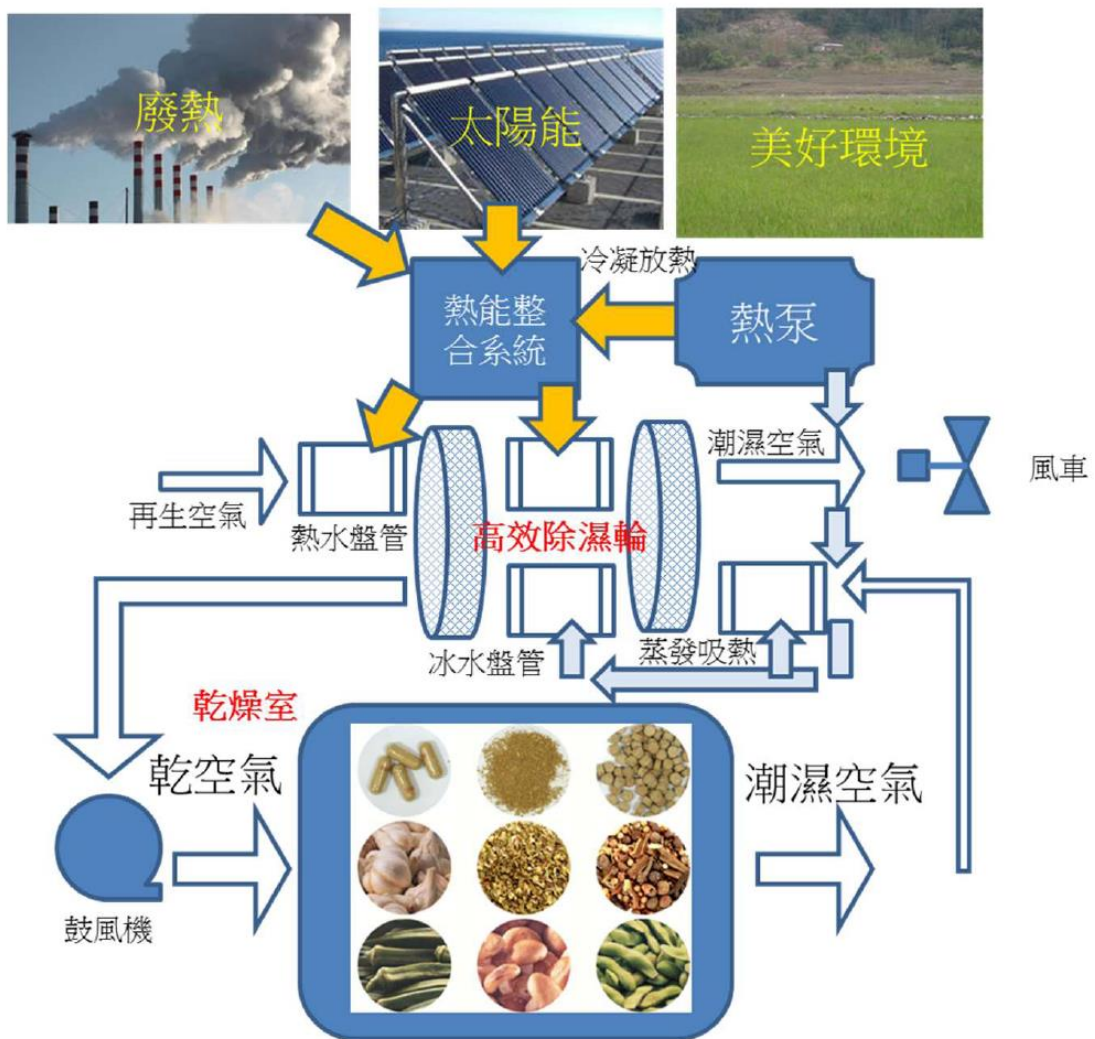 廢熱
太陽能
美好環境
冷凝放熱
熱能整
合系統
熱泵
潮濕空氣
風車
再生空氣
熱水盤管
高效除濕輪
冰水盤管
蒸發吸熱
乾燥室
乾空氣
潮濕空氣
鼓風機